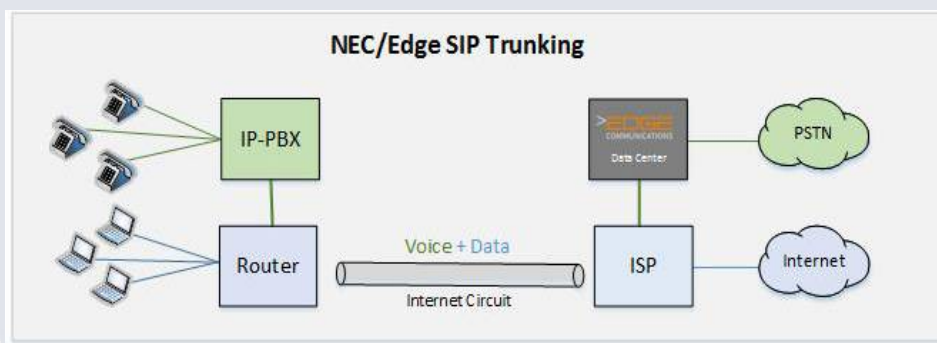 NEC/Edge SIP Trunking
IP-PBX
>EDGE
COMMUNICATIONS
Data Center
PSTN
Router
Voice + Data
Internet Circuit
ISP
Internet